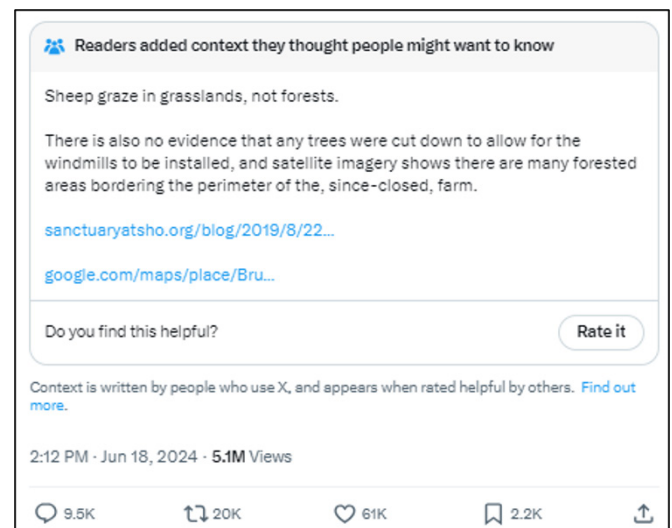 Readers added context they thought people might want to know
Sheep graze in grasslands, not forests.
There is also no evidence that any trees were cut down to allow for the
windmills to be installed, and satellite imagery shows there are many forested
areas bordering the perimeter of the, since-closed, farm.
sanctuaryatsho.org/blog/2019/8/22...
google.com/maps/place/Bru...
Do you find this helpful?
Rate it
Context is written by people who use X, and appears when rated helpful by others. Find out
more.
2:12 PM · Jun 18, 2024 · 5.1M Views
9.5K 20K 61K 2.2K